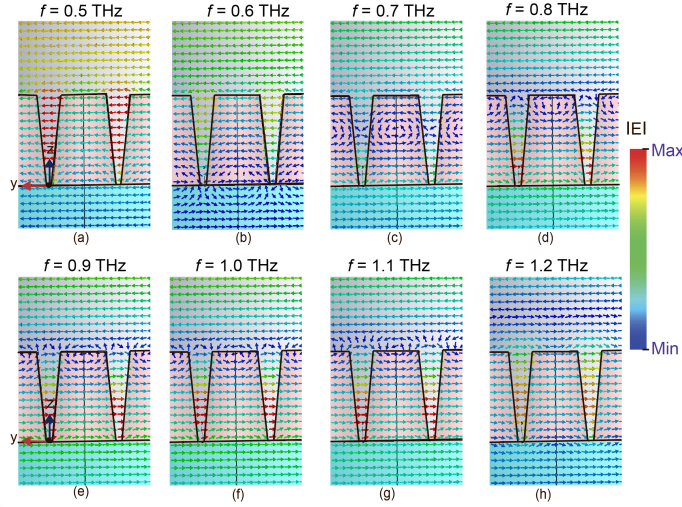 f = 0.5 THz
f = 0.6 THz
f = 0.7 THz
f = 0.8 THz
Z
y
(a)
(b)
(c)
(d)
|E|
Max
Min
f = 0.9 THz
f = 1.0 THz
f = 1.1 THz
f = 1.2 THz
Z
y
(e)
(f)
(g)
(h)